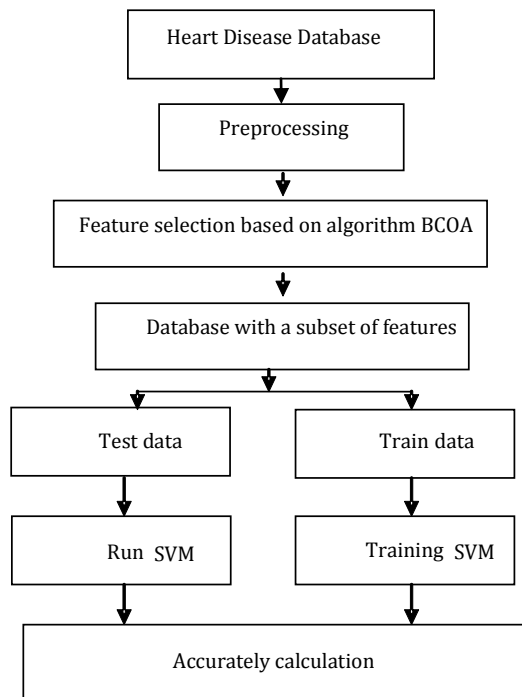 Heart Disease Database
Preprocessing
Feature selection based on algorithm BCOA
Database with a subset of features
Test data
Train data
Run SVM
Training SVM
Accurately calculation